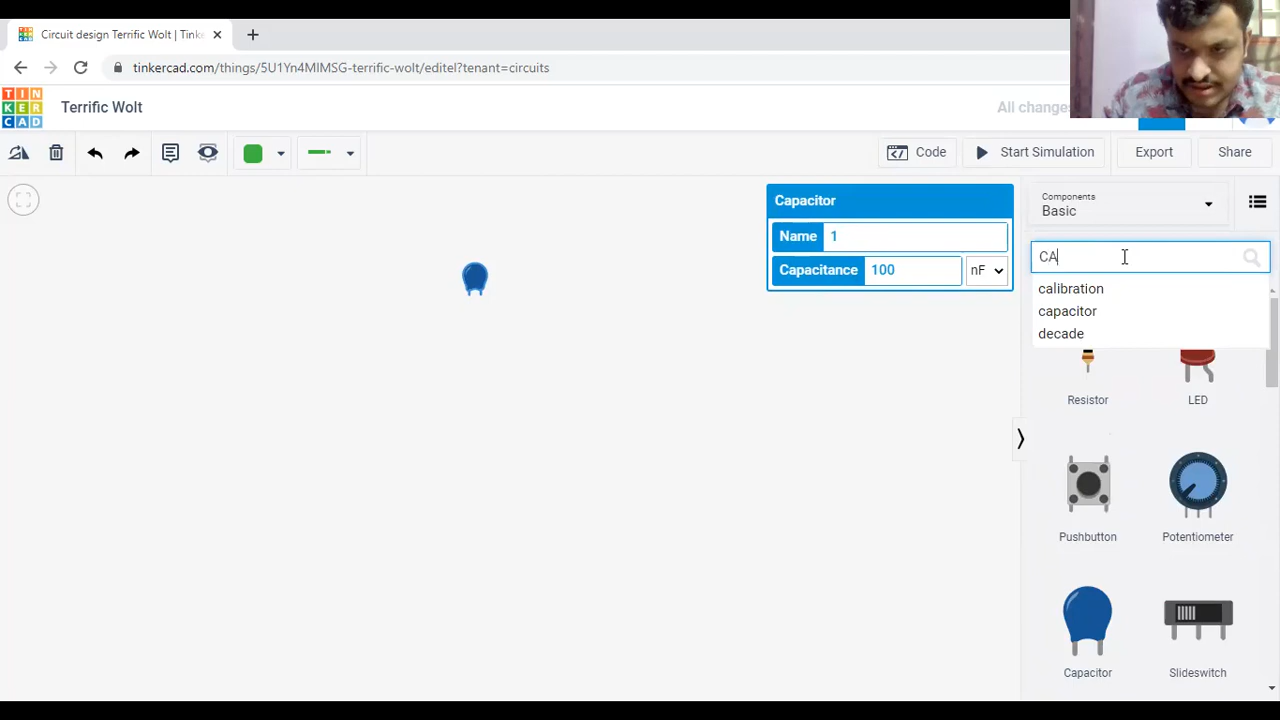 Circuit design Terrific Wolt | Tink
tinkercad.com/things/5U1Yn4MIMSG-terrific-wolt/editel?tenant=circuits
TIN
KER
CAD
Terrific Wolt
All change
Code
Start Simulation
Export
Share
Capacitor
Name 1
Capacitance 100 nF
Components
Basic
CA
calibration
capacitor
decade
Resistor
LED
Pushbutton
Potentiometer
Capacitor
Slideswitch